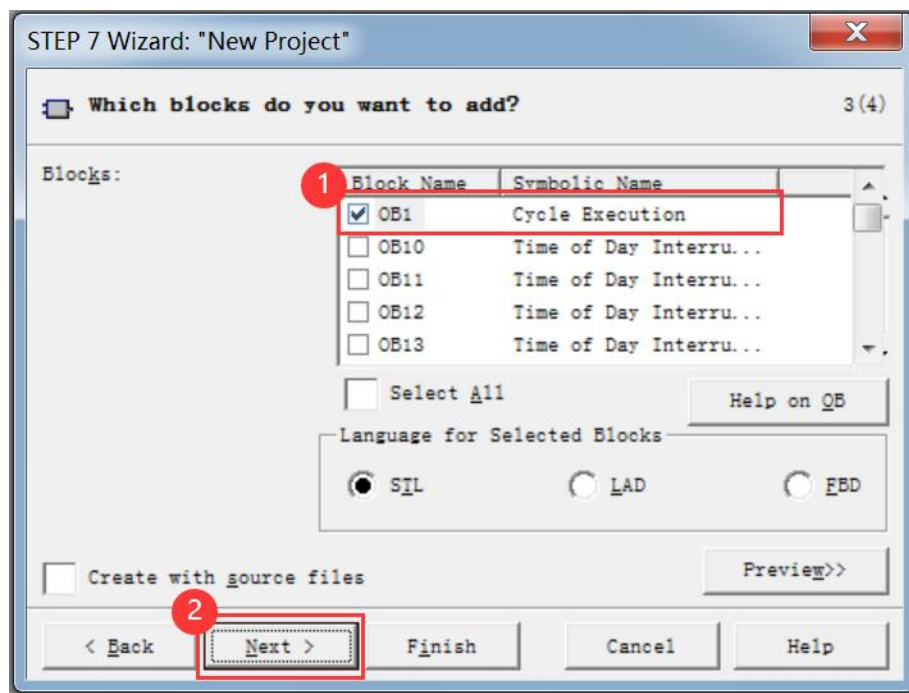 STEP 7 Wizard: "New Project"
Which blocks do you want to add? 3(4)
Blocks:
1
Block Name Symbolic Name
OB1 Cycle Execution
OB10 Time of Day Interru...
OB11 Time of Day Interru...
OB12 Time of Day Interru...
OB13 Time of Day Interru...
Select All
Help on OB
Language for Selected Blocks
STL LAD FBD
Create with source files
Preview>>
2
< Back Next > Finish Cancel Help